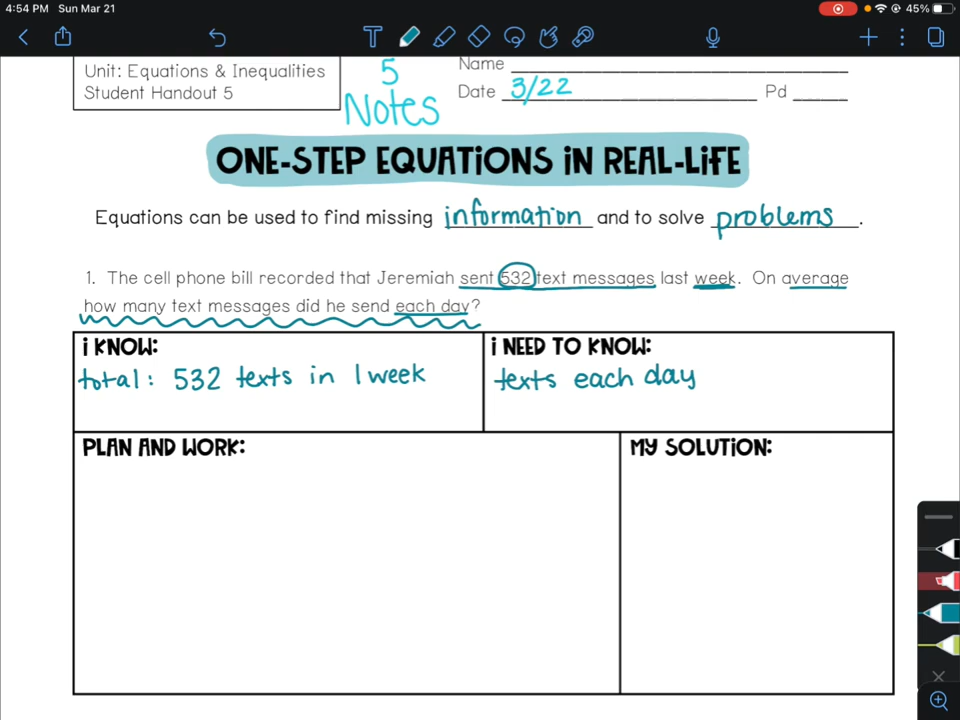 4:54 PM Sun Mar 21 45%
T
Unit: Equations & Inequalities
Student Handout 5
5
Notes
Name
Date 3/22 Pd
ONE-STEP EQUATIONS IN REAL-LIFE
Equations can be used to find missing information and to solve problems.
1. The cell phone bill recorded that Jeremiah sent 532 text messages last week. On average
how many text messages did he send each day?
I KNOW:
total: 532 texts in 1 week
I NEED TO KNOW:
texts each day
PLAN AND WORK:
MY SOLUTION: